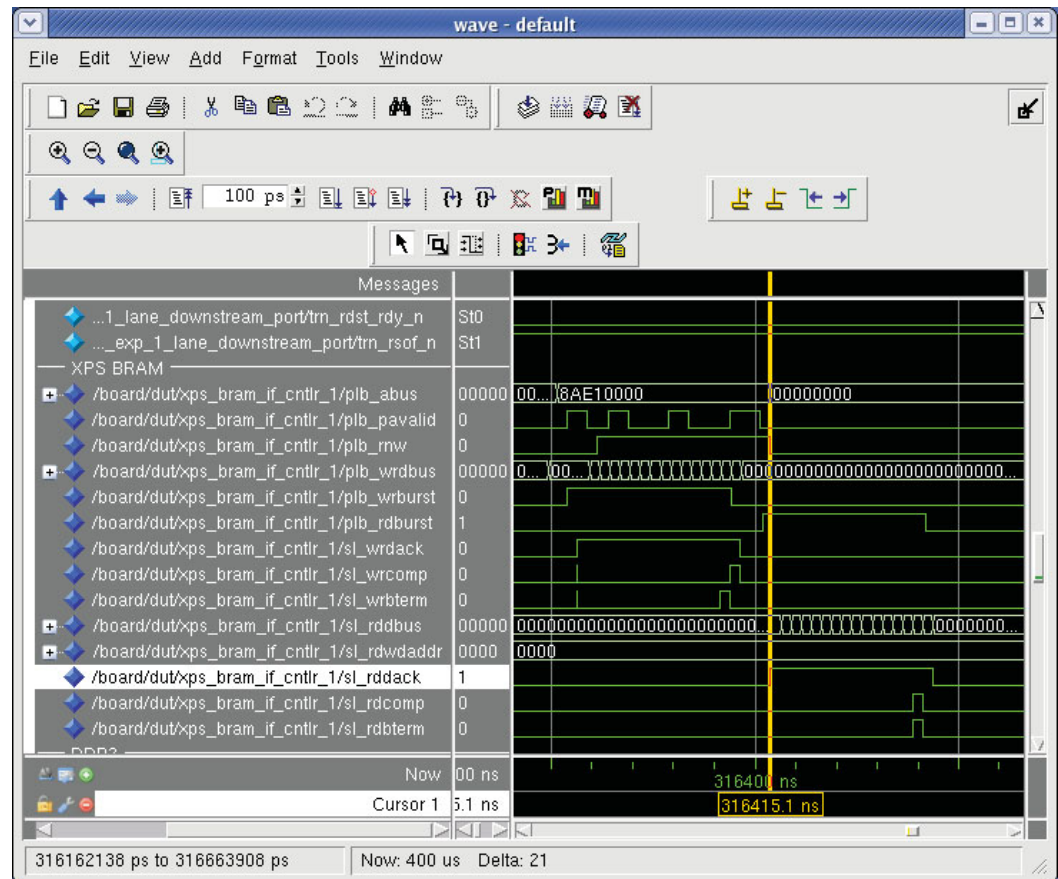 wave - default
File Edit View Add Format Tools Window
100 ps
Messages
...1_lane_downstream_port/trn_rdst_rdy_n St0
..._exp_1_lane_downstream_port/trn_rsof_n St1
XPS BRAM
/board/dut/xps_bram_if_cntlr_1/plb_abus 00000 00... 8AE10000 00000000
/board/dut/xps_bram_if_cntlr_1/plb_pavalid 0
/board/dut/xps_bram_if_cntlr_1/plb_rnw 0
/board/dut/xps_bram_if_cntlr_1/plb_wrdbus 00000 0... 00... 000000000000000000000000000...
/board/dut/xps_bram_if_cntlr_1/plb_wrburst 0
/board/dut/xps_bram_if_cntlr_1/plb_rdburst 1
/board/dut/xps_bram_if_cntlr_1/sl_wrdack 0
/board/dut/xps_bram_if_cntlr_1/sl_wrcomp 0
/board/dut/xps_bram_if_cntlr_1/sl_wrbterm 0
/board/dut/xps_bram_if_cntlr_1/sl_rddbus 00000 000000000000000000000000... 0000000...
/board/dut/xps_bram_if_cntlr_1/sl_rdwdaddr 0000 0000
/board/dut/xps_bram_if_cntlr_1/sl_rddack 1
/board/dut/xps_bram_if_cntlr_1/sl_rdcomp 0
/board/dut/xps_bram_if_cntlr_1/sl_rdbterm 0
Now 00 ns 316400 ns
Cursor 1 5.1 ns 316415.1 ns
316162138 ps to 316663908 ps Now: 400 us Delta: 21